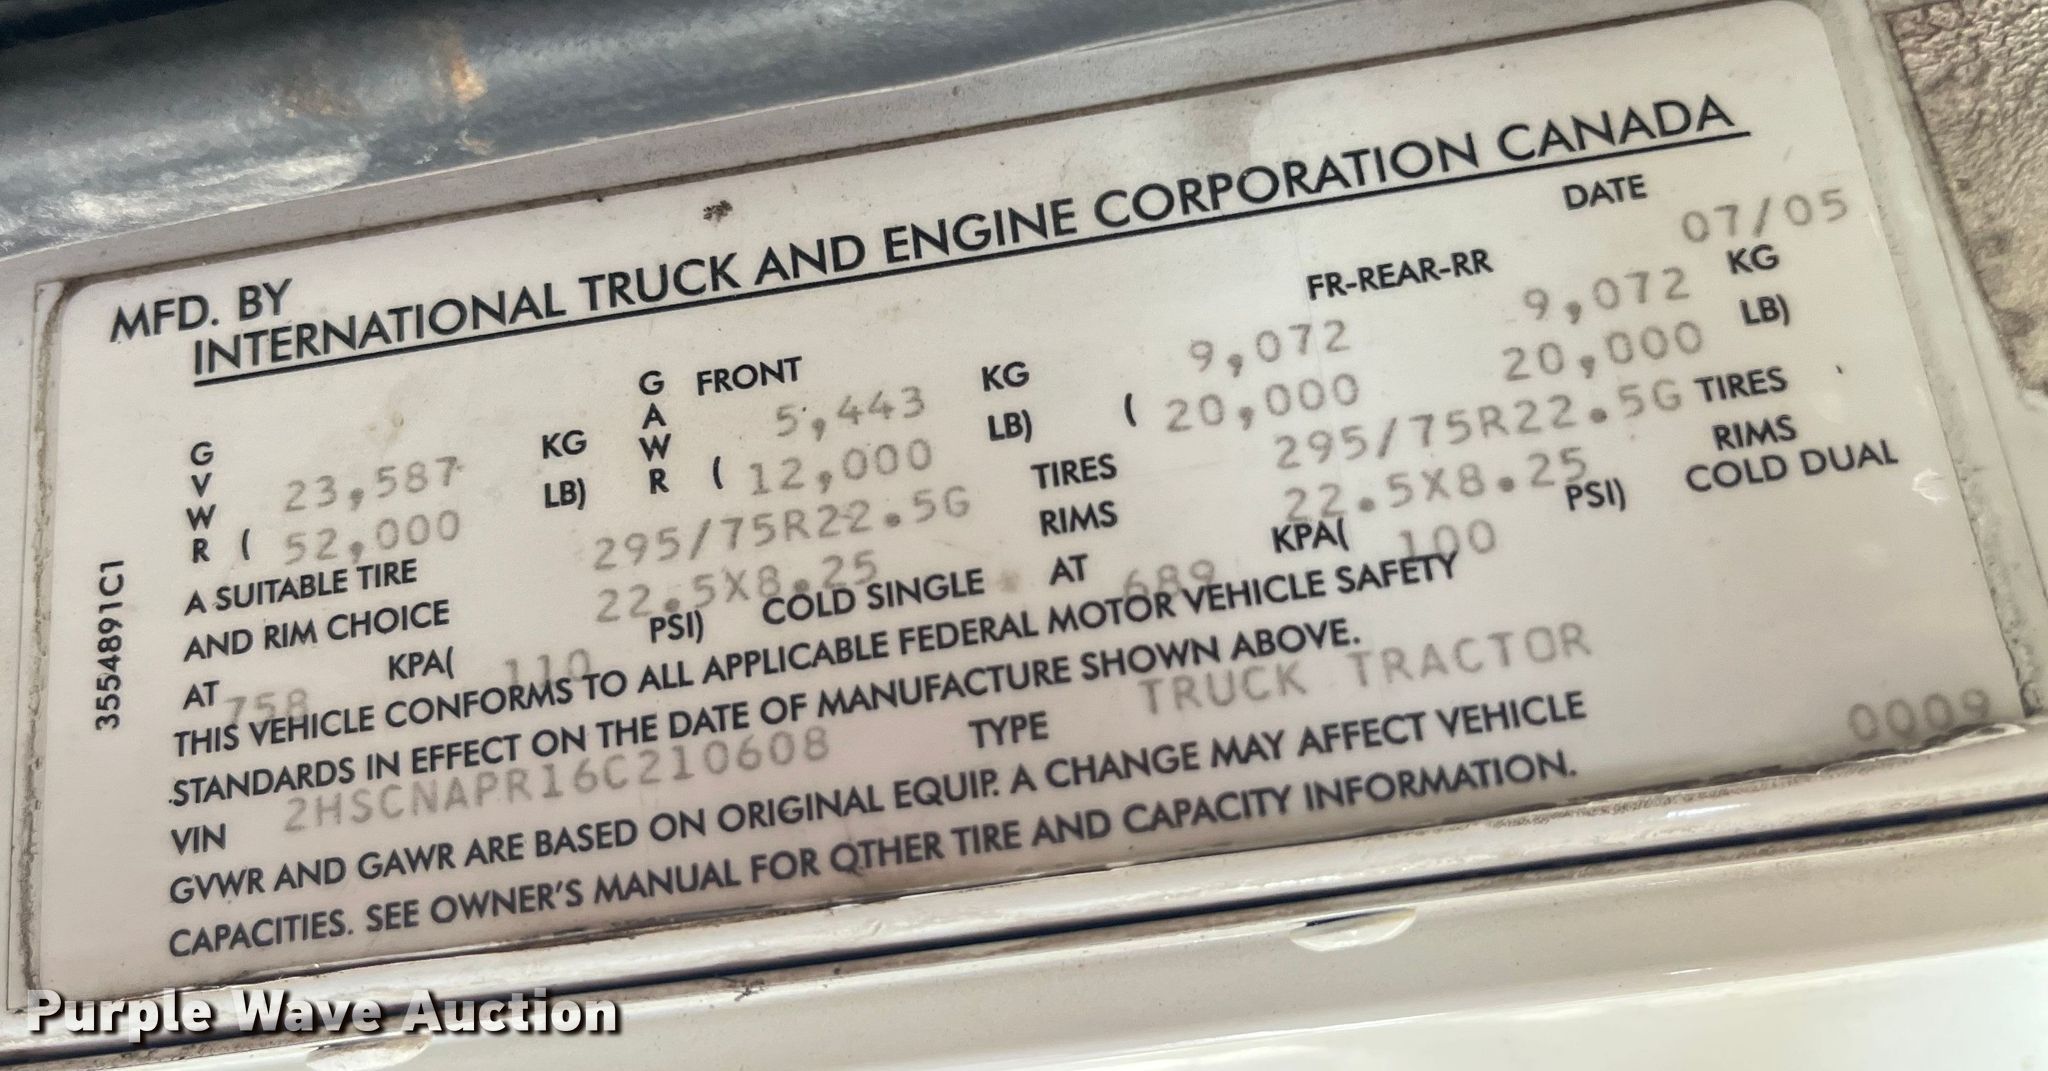 MFD. BY
INTERNATIONAL TRUCK AND ENGINE CORPORATION CANADA
DATE 07/05
G V W R 23,587 KG
( 52,000 LB)
G A W R FRONT 5,443 KG
( 12,000 LB)
FR-REAR-RR 9,072 9,072 KG
( 20,000 20,000 LB)
A SUITABLE TIRE 295/75R22.5G TIRES 295/75R22.5G TIRES
AND RIM CHOICE 22.5X8.25 RIMS 22.5X8.25 RIMS
AT 758 KPA( 110 PSI) COLD SINGLE AT 689 KPA( 100 PSI) COLD DUAL
THIS VEHICLE CONFORMS TO ALL APPLICABLE FEDERAL MOTOR VEHICLE SAFETY
STANDARDS IN EFFECT ON THE DATE OF MANUFACTURE SHOWN ABOVE.
VIN 2HSCNAPR16C210608 TYPE TRUCK TRACTOR
GVWR AND GAWR ARE BASED ON ORIGINAL EQUIP. A CHANGE MAY AFFECT VEHICLE
CAPACITIES. SEE OWNER'S MANUAL FOR OTHER TIRE AND CAPACITY INFORMATION.
0009
3554891C1
Purple Wave Auction